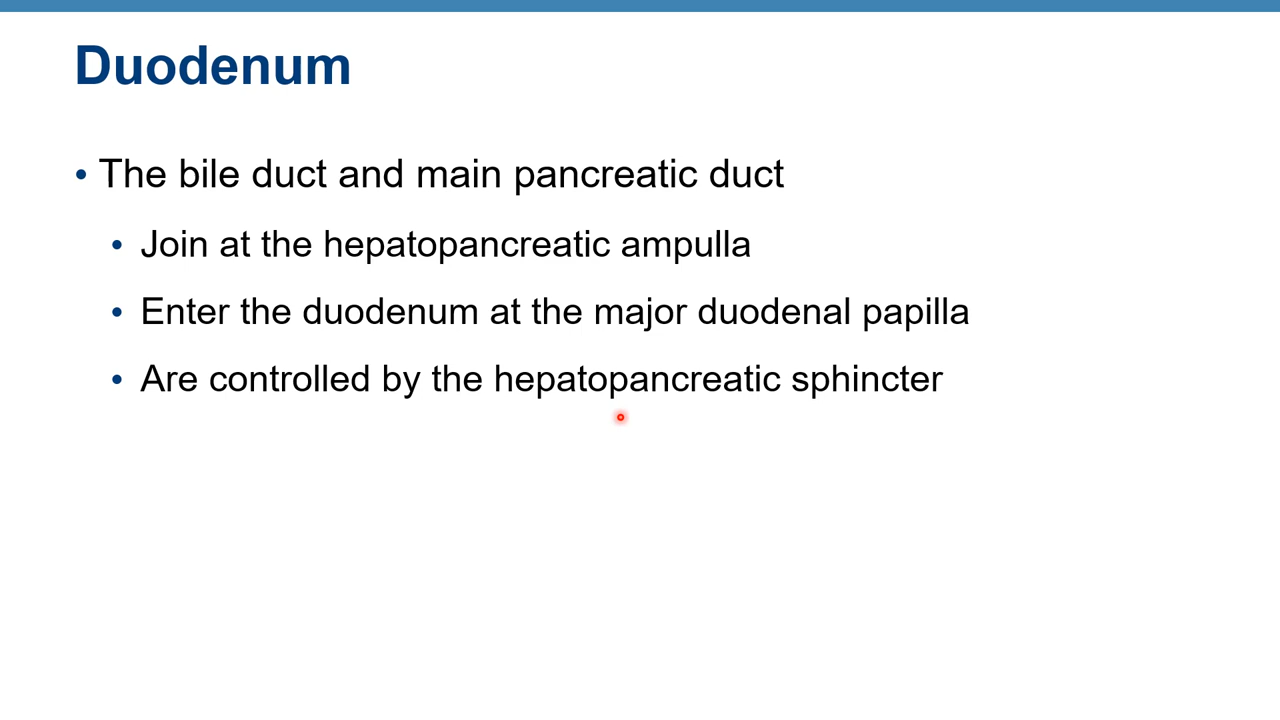 Duodenum
• The bile duct and main pancreatic duct
• Join at the hepatopancreatic ampulla
• Enter the duodenum at the major duodenal papilla
• Are controlled by the hepatopancreatic sphincter